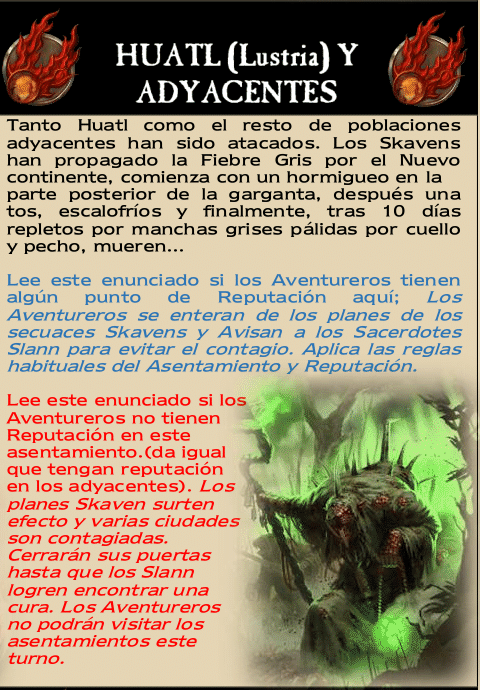 HUATL (Lustria) Y
ADYACENTES
Tanto Huatl como el resto de poblaciones
adyacentes han sido atacados. Los Skavens
han propagado la Fiebre Gris por el Nuevo
continente, comienza con un hormigueo en la
parte posterior de la garganta, después una
tos, escalofríos y finalmente, tras 10 días
repletos por manchas grises pálidas por cuello
y pecho, mueren...
Lee este enunciado si los Aventureros tienen
algún punto de Reputación aquí; Los
Aventureros se enteran de los planes de los
secuaces Skavens y Avisan a los Sacerdotes
Slann para evitar el contagio. Aplica las reglas
habituales del Asentamiento y Reputación.
Lee este enunciado si los
Aventureros no tienen
Reputación en este
asentamiento.(da igual
que tengan reputación
en los adyacentes). Los
planes Skaven surten
efecto y varias ciudades
son contagiadas.
Cerrarán sus puertas
hasta que los Slann
logren encontrar una
cura. Los Aventureros
no podrán visitar los
asentamientos este
turno.